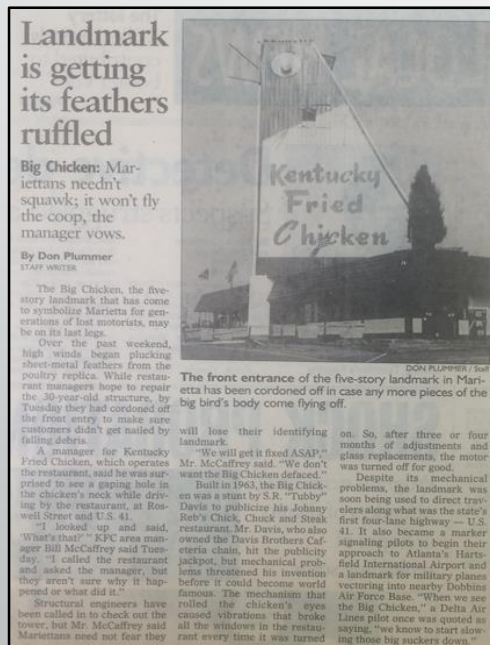 Landmark
is getting
its feathers
ruffled
Big Chicken: Mar-
iettans needn't
squawk; it won't fly
the coop, the
manager vows.
By Don Plummer
STAFF WRITER
The Big Chicken, the five-
story landmark that has come
to symbolize Marietta for gen-
erations of lost motorists, may
be on its last legs.
Over the past weekend,
high winds began plucking
sheet-metal feathers from the
poultry replica. While restau-
rant managers hope to repair
the 30-year-old structure, by
Tuesday they had cordoned off
the front entry to make sure
customers didn't get nailed by
falling debris.
A manager for Kentucky
Fried Chicken, which operates
the restaurant, said he was sur-
prised to see a gaping hole in
the chicken's neck while driv-
ing by the restaurant, at Ros-
well Street and U.S. 41.
"I looked up and said,
'What's that?' " KFC area man-
ager Bill McCaffrey said Tues-
day. "I called the restaurant
and asked the manager, but
they aren't sure why it hap-
pened or what did it."
Structural engineers have
been called in to check out the
tower, but Mr. McCaffrey said
Mariettans need not fear they
Kentucky
Fried
Chicken
DON PLUMMER / Staff
The front entrance of the five-story landmark in Mari-
etta has been cordoned off in case any more pieces of the
big bird's body come flying off.
will lose their identifying
landmark.
"We will get it fixed ASAP,"
Mr. McCaffrey said. "We don't
want the Big Chicken defaced."
Built in 1963, the Big Chick-
en was a stunt by S.R. "Tubby"
Davis to publicize his Johnny
Reb's Chick, Chuck and Steak
restaurant. Mr. Davis, who also
owned the Davis Brothers Caf-
eteria chain, hit the publicity
jackpot, but mechanical prob-
lems threatened his invention
before it could become world
famous. The mechanism that
rolled the chicken's eyes
caused vibrations that broke
all the windows in the restau-
rant every time it was turned
on. So, after three or four
months of adjustments and
glass replacements, the motor
was turned off for good.
Despite its mechanical
problems, the landmark was
soon being used to direct trav-
elers along what was the state's
first four-lane highway — U.S.
41. It also became a marker
signaling pilots to begin their
approach to Atlanta's Harts-
field International Airport and
a landmark for military planes
vectoring into nearby Dobbins
Air Force Base. "When we see
the Big Chicken," a Delta Air
Lines pilot once was quoted as
saying, "we know to start slow-
ing those big suckers down."